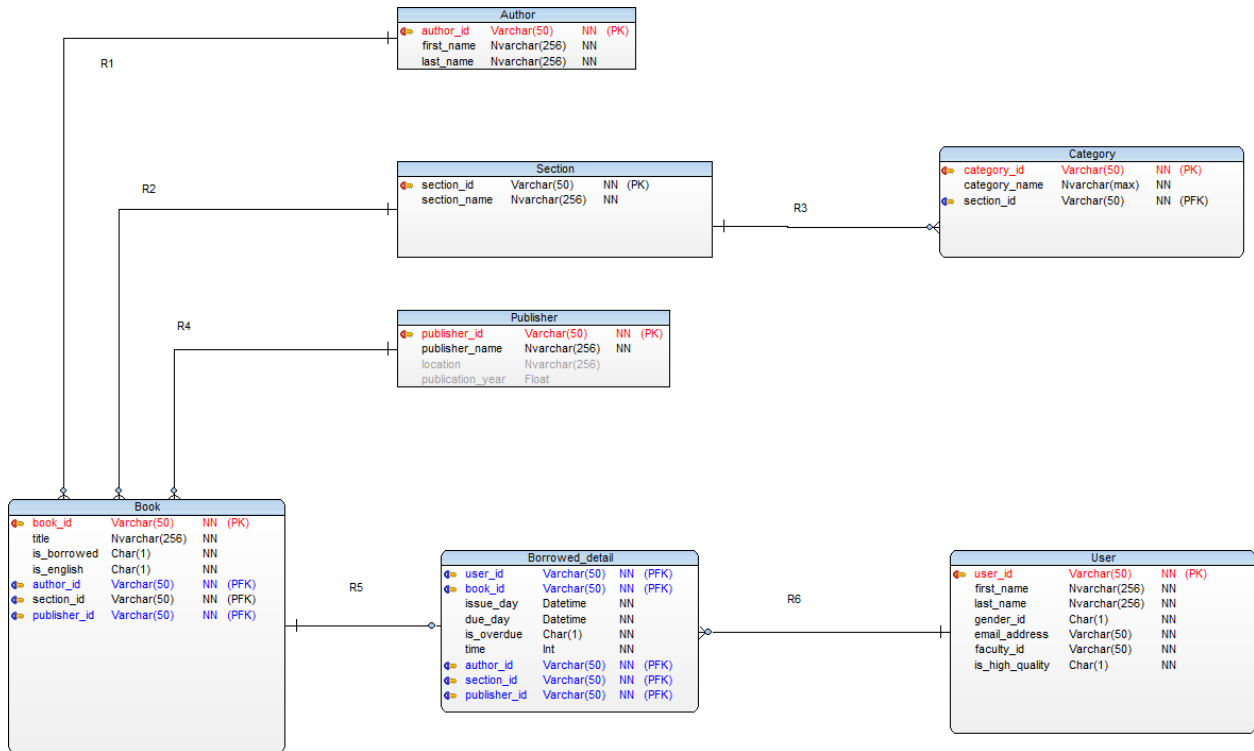 Author
author_id Varchar(50) NN (PK)
first_name Nvarchar(256) NN
last_name Nvarchar(256) NN
R1
Section
section_id Varchar(50) NN (PK)
section_name Nvarchar(256) NN
R2
Category
category_id Varchar(50) NN (PK)
category_name Nvarchar(max) NN
section_id Varchar(50) NN (PFK)
R3
Publisher
publisher_id Varchar(50) NN (PK)
publisher_name Nvarchar(256) NN
location Nvarchar(256)
publication_year Float
R4
Book
book_id Varchar(50) NN (PK)
title Nvarchar(256) NN
is_borrowed Char(1) NN
is_english Char(1) NN
author_id Varchar(50) NN (PFK)
section_id Varchar(50) NN (PFK)
publisher_id Varchar(50) NN (PFK)
R5
Borrowed_detail
user_id Varchar(50) NN (PFK)
book_id Varchar(50) NN (PFK)
issue_day Datetime NN
due_day Datetime NN
is_overdue Char(1) NN
time Int NN
author_id Varchar(50) NN (PFK)
section_id Varchar(50) NN (PFK)
publisher_id Varchar(50) NN (PFK)
R6
User
user_id Varchar(50) NN (PK)
first_name Nvarchar(256) NN
last_name Nvarchar(256) NN
gender_id Char(1) NN
email_address Varchar(50) NN
faculty_id Varchar(50) NN
is_high_quality Char(1) NN